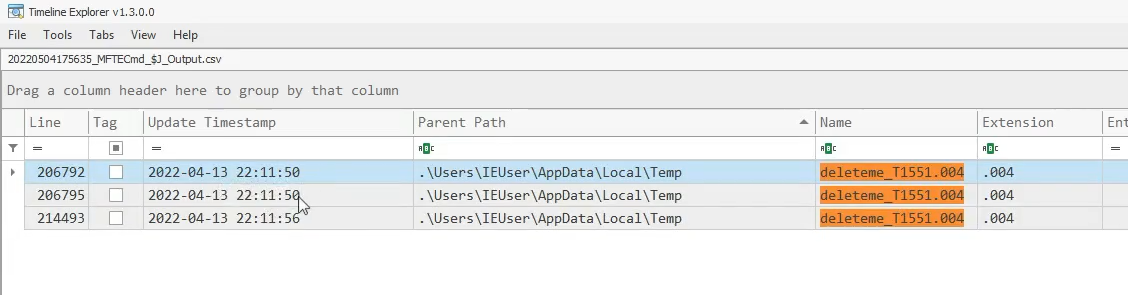 Timeline Explorer v1.3.0.0
File Tools Tabs View Help
20220504175635_MFTECmd_$J_Output.csv
Drag a column header here to group by that column
Line Tag Update Timestamp Parent Path Name Extension Ent
= = ABC ABC ABC =
206792 2022-04-13 22:11:50 .\Users\IEUser\AppData\Local\Temp deleteme_T1551.004 .004
206795 2022-04-13 22:11:50 .\Users\IEUser\AppData\Local\Temp deleteme_T1551.004 .004
214493 2022-04-13 22:11:56 .\Users\IEUser\AppData\Local\Temp deleteme_T1551.004 .004